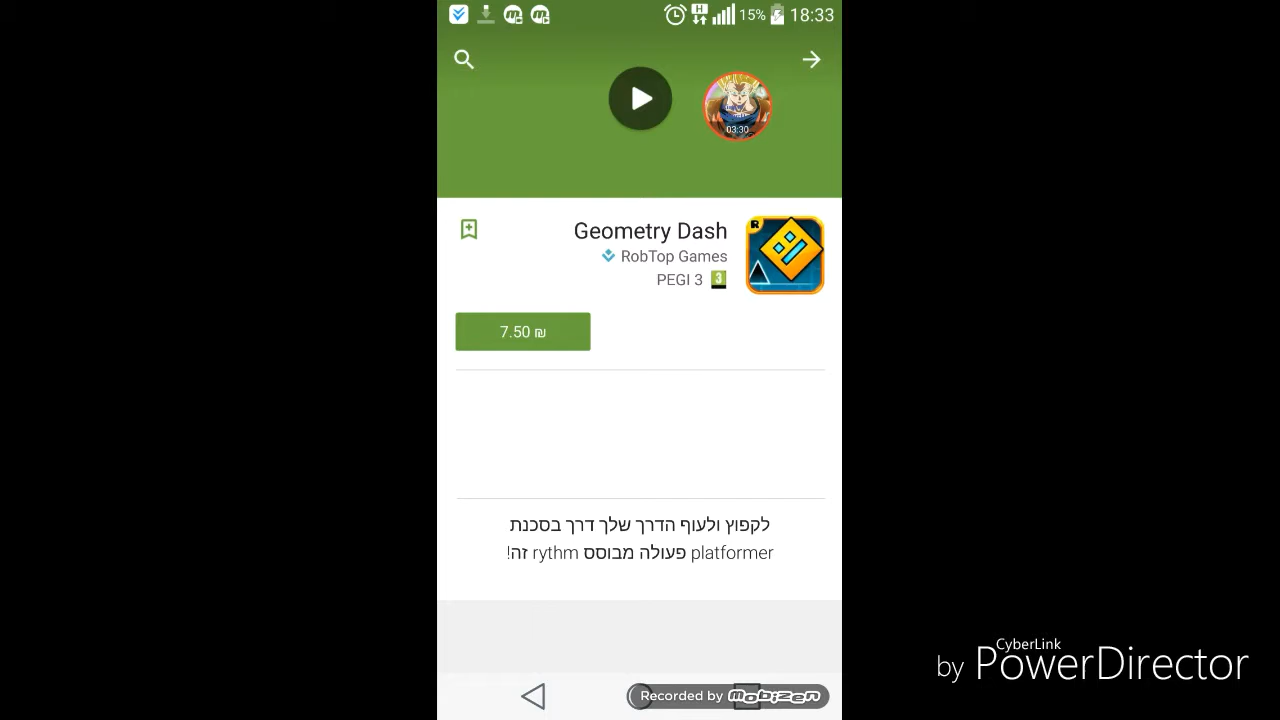 15% 18:33
03:30
Geometry Dash
RobTop Games
PEGI 3 3
7.50 ₪
לקפוץ ולעוף הדרך שלך דרך בסכנת
platformer פעולה מבוסס rythm זה!
Recorded by mobizen
CyberLink
by PowerDirector